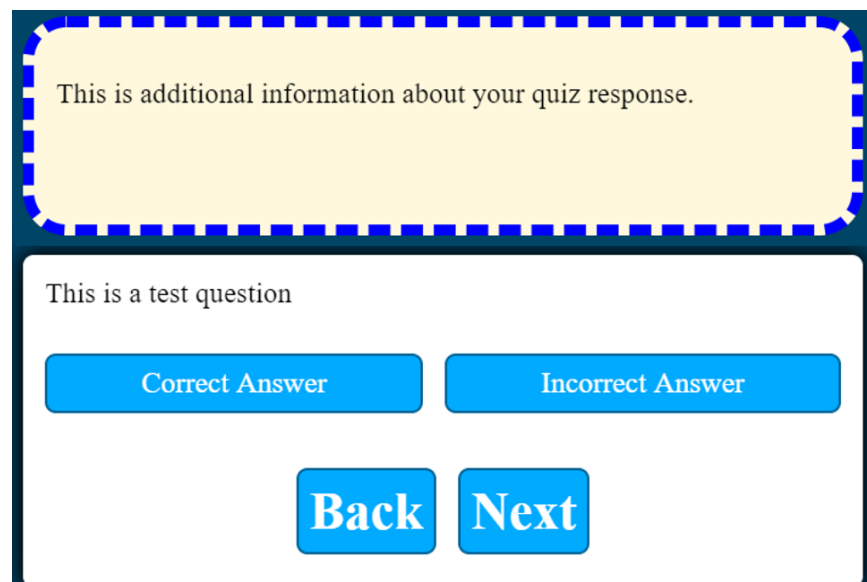 This is additional information about your quiz response.
This is a test question
Correct Answer
Incorrect Answer
Back
Next